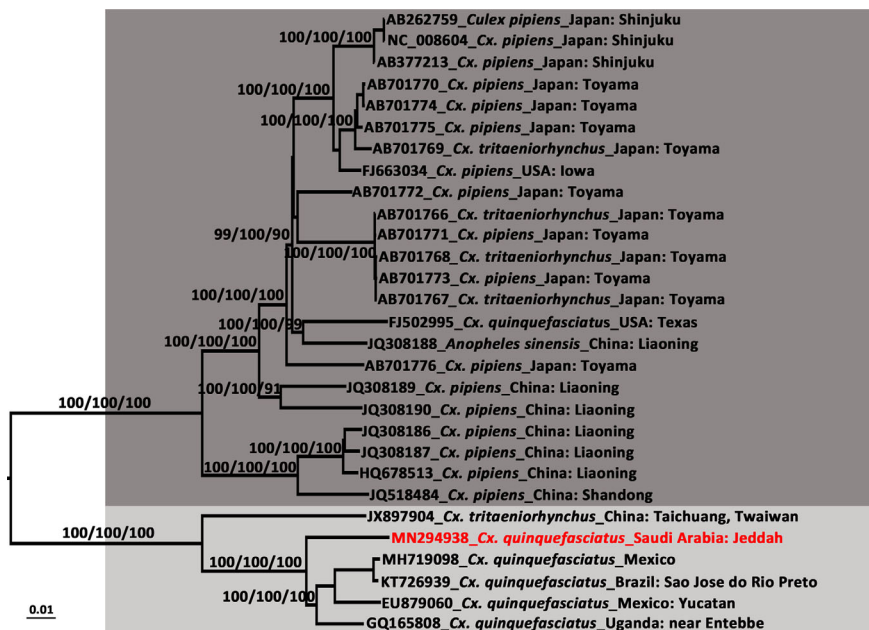 AB262759_Culex pipiens_Japan: Shinjuku
100/100/100
NC_008604_Cx. pipiens_Japan: Shinjuku
AB377213_Cx. pipiens_Japan: Shinjuku
AB701770_Cx. pipiens_Japan: Toyama
100/100/100
AB701774_Cx. pipiens_Japan: Toyama
100/100/100
AB701775_Cx. pipiens_Japan: Toyama
AB701769_Cx. tritaeniorhynchus_Japan: Toyama
FJ663034_Cx. pipiens_USA: Iowa
AB701772_Cx. pipiens_Japan: Toyama
AB701766_Cx. tritaeniorhynchus_Japan: Toyama
99/100/90
AB701771_Cx. pipiens_Japan: Toyama
100/100/100
AB701768_Cx. tritaeniorhynchus_Japan: Toyama
AB701773_Cx. pipiens_Japan: Toyama
100/100/100
AB701767_Cx. tritaeniorhynchus_Japan: Toyama
100/100/99
FJ502995_Cx. quinquefasciatus_USA: Texas
100/100/100
JQ308188_Anopheles sinensis_China: Liaoning
AB701776_Cx. pipiens_Japan: Toyama
100/100/91
JQ308189_Cx. pipiens_China: Liaoning
100/100/100
JQ308190_Cx. pipiens_China: Liaoning
JQ308186_Cx. pipiens_China: Liaoning
100/100/100
JQ308187_Cx. pipiens_China: Liaoning
100/100/100
HQ678513_Cx. pipiens_China: Liaoning
JQ518484_Cx. pipiens_China: Shandong
JX897904_Cx. tritaeniorhynchus_China: Taichuang, Twaiwan
100/100/100
MN294938_Cx. quinquefasciatus_Saudi Arabia: Jeddah
100/100/100
MH719098_Cx. quinquefasciatus_Mexico
KT726939_Cx. quinquefasciatus_Brazil: Sao Jose do Rio Preto
100/100/100
EU879060_Cx. quinquefasciatus_Mexico: Yucatan
0.01
GQ165808_Cx. quinquefasciatus_Uganda: near Entebbe